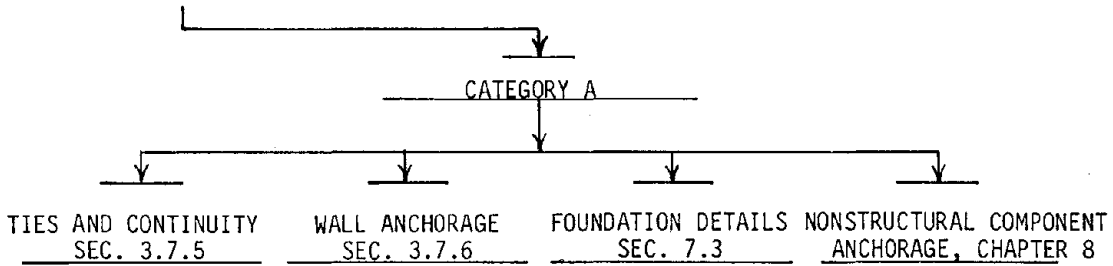 CATEGORY A
TIES AND CONTINUITY
SEC. 3.7.5
WALL ANCHORAGE
SEC. 3.7.6
FOUNDATION DETAILS
SEC. 7.3
NONSTRUCTURAL COMPONENT
ANCHORAGE, CHAPTER 8